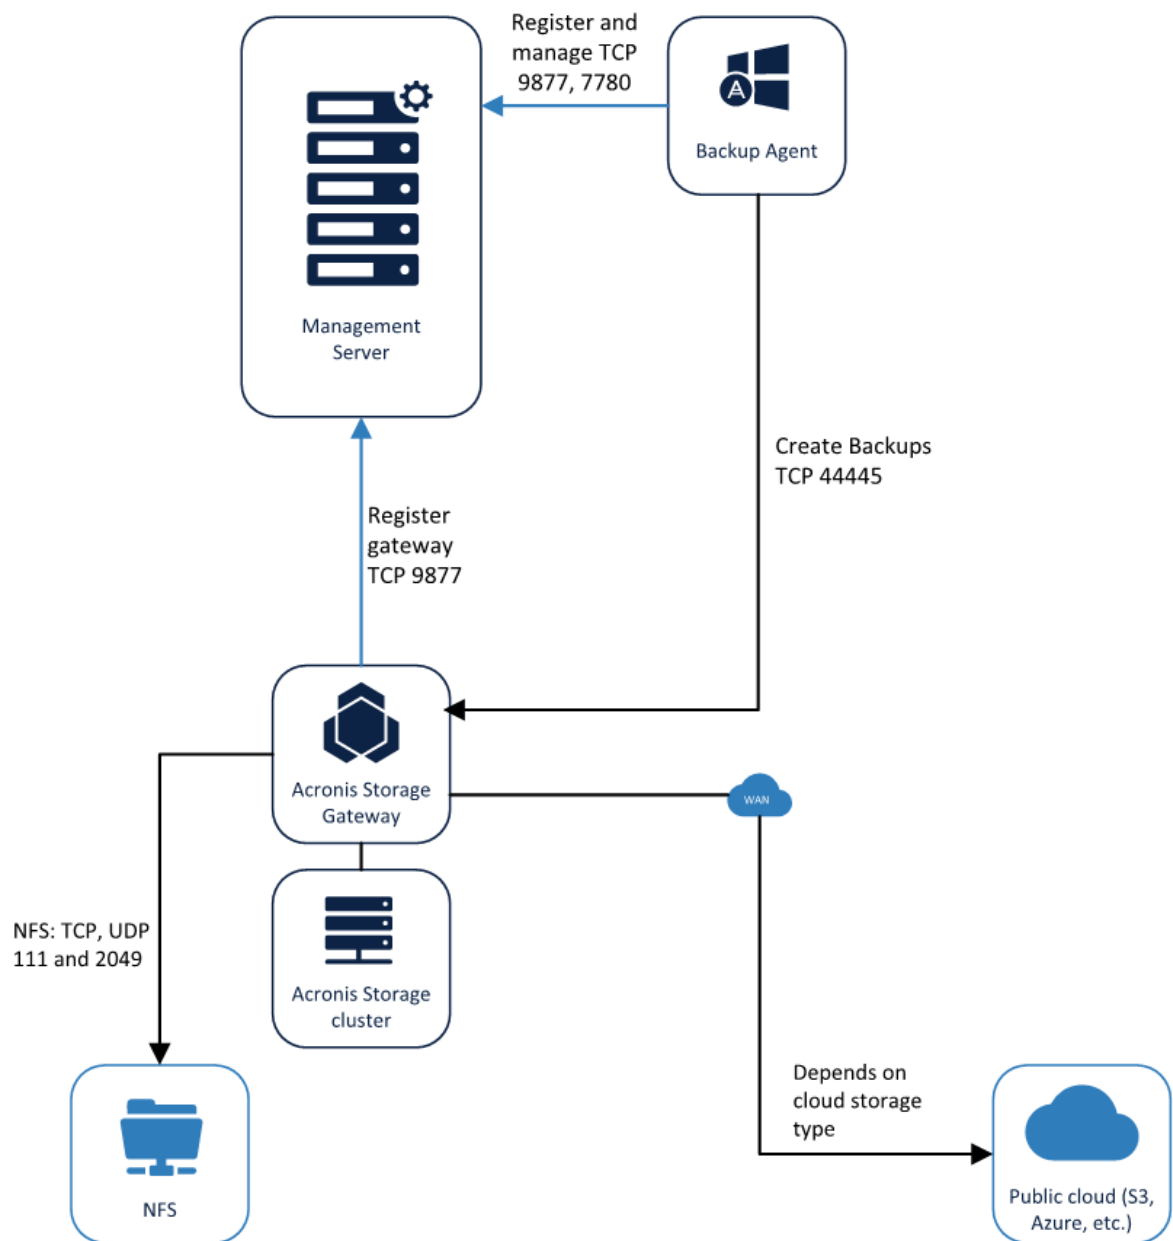 Register and
manage TCP
9877, 7780
Backup Agent
Management
Server
Create Backups
TCP 44445
Register
gateway
TCP 9877
Acronis Storage
Gateway
WAN
NFS: TCP, UDP
111 and 2049
Acronis Storage
cluster
Depends on
cloud storage
type
NFS
Public cloud (S3,
Azure, etc.)